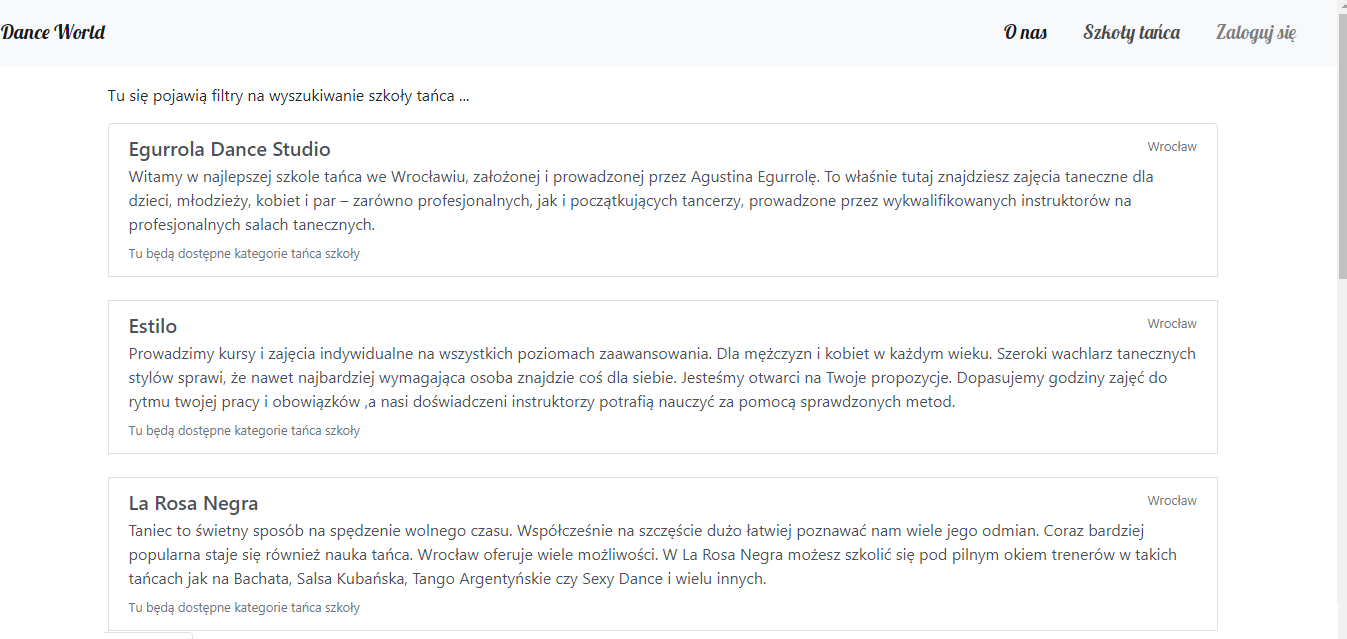 Dance World
O nas
Szkoły tańca
Zaloguj się
Tu się pojawią filtry na wyszukiwanie szkoły tańca ...
Egurrola Dance Studio
Wrocław
Witamy w najlepszej szkole tańca we Wrocławiu, założonej i prowadzonej przez Agustina Egurrolę. To właśnie tutaj znajdziesz zajęcia taneczne dla
dzieci, młodzieży, kobiet i par – zarówno profesjonalnych, jak i początkujących tancerzy, prowadzone przez wykwalifikowanych instruktorów na
profesjonalnych salach tanecznych.
Tu będą dostępne kategorie tańca szkoły
Estilo
Wrocław
Prowadzimy kursy i zajęcia indywidualne na wszystkich poziomach zaawansowania. Dla mężczyzn i kobiet w każdym wieku. Szeroki wachlarz tanecznych
stylów sprawi, że nawet najbardziej wymagająca osoba znajdzie coś dla siebie. Jesteśmy otwarci na Twoje propozycje. Dopasujemy godziny zajęć do
rytmu twojej pracy i obowiązków ,a nasi doświadczeni instruktorzy potrafią nauczyć za pomocą sprawdzonych metod.
Tu będą dostępne kategorie tańca szkoły
La Rosa Negra
Wrocław
Taniec to świetny sposób na spędzenie wolnego czasu. Współcześnie na szczęście dużo łatwiej poznawać nam wiele jego odmian. Coraz bardziej
popularna staje się również nauka tańca. Wrocław oferuje wiele możliwości. W La Rosa Negra możesz szkolić się pod pilnym okiem trenerów w takich
tańcach jak na Bachata, Salsa Kubańska, Tango Argentyńskie czy Sexy Dance i wielu innych.
Tu będą dostępne kategorie tańca szkoły